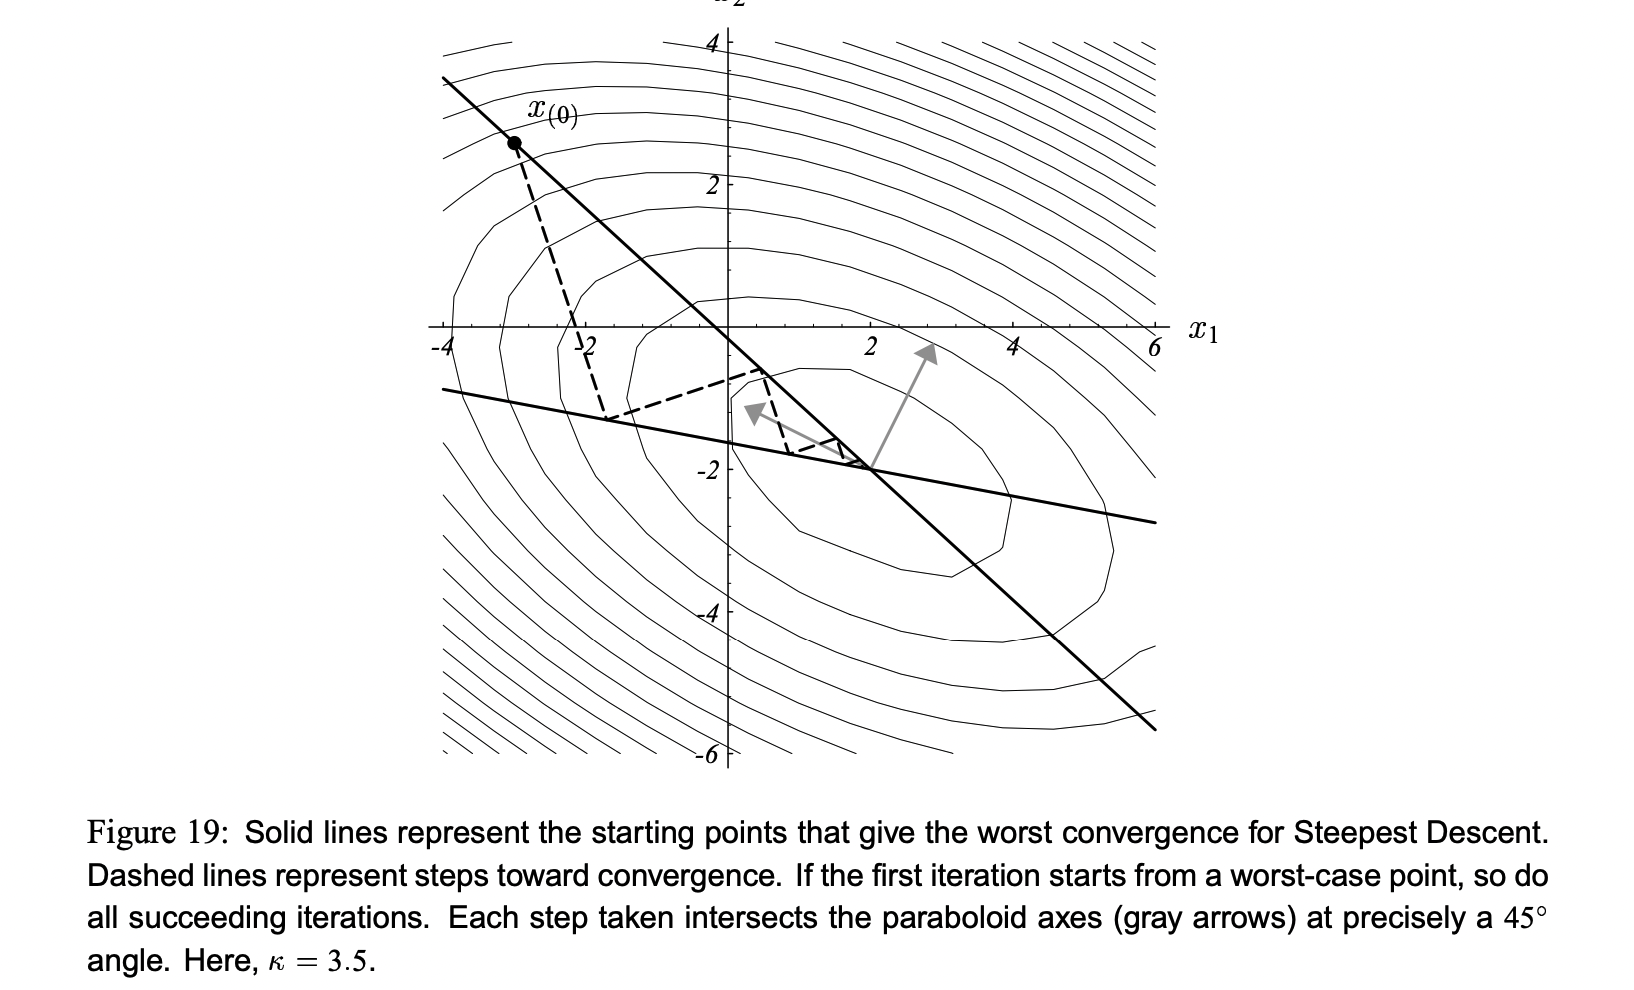 4
x(0)
2
x1
-4
-2
2
4
6
-2
-4
-6
Figure 19: Solid lines represent the starting points that give the worst convergence for Steepest Descent.
Dashed lines represent steps toward convergence. If the first iteration starts from a worst-case point, so do
all succeeding iterations. Each step taken intersects the paraboloid axes (gray arrows) at precisely a 45°
angle. Here, κ = 3.5.